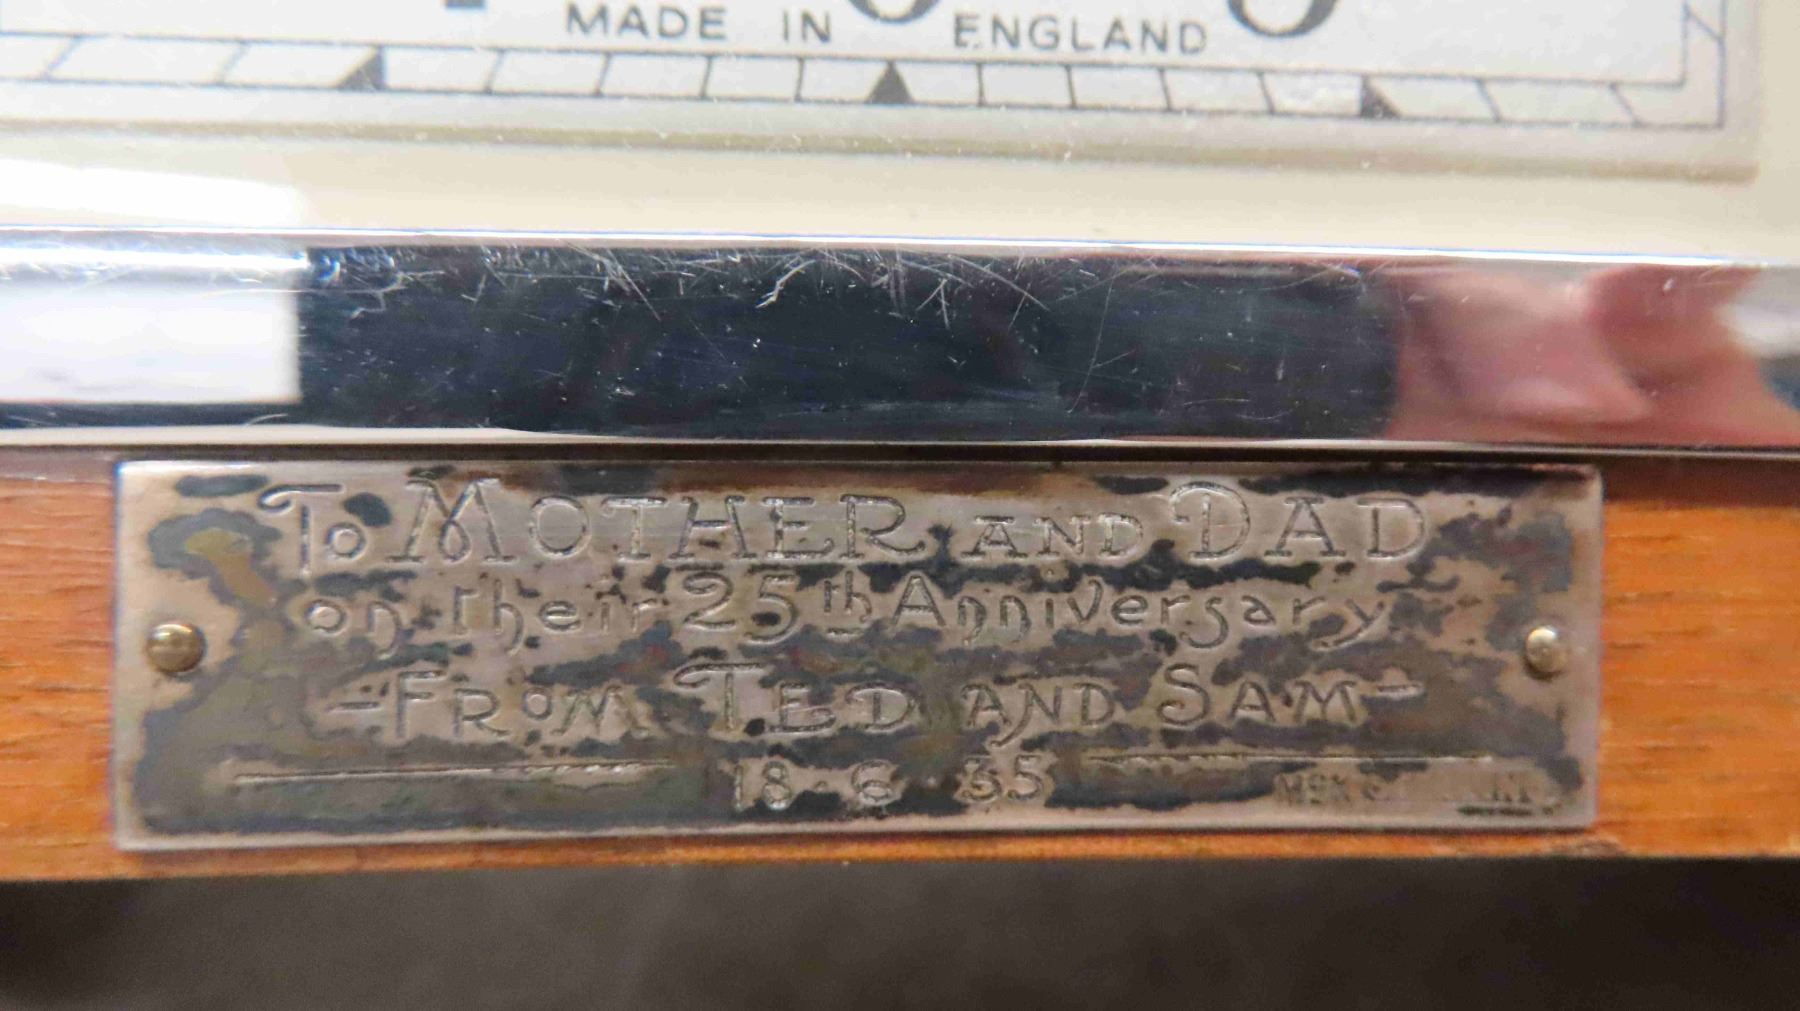 MADE IN ENGLAND
TO MOTHER AND DAD
on their 25th Anniversary
- FROM TED AND SAM -
18 · 6 35